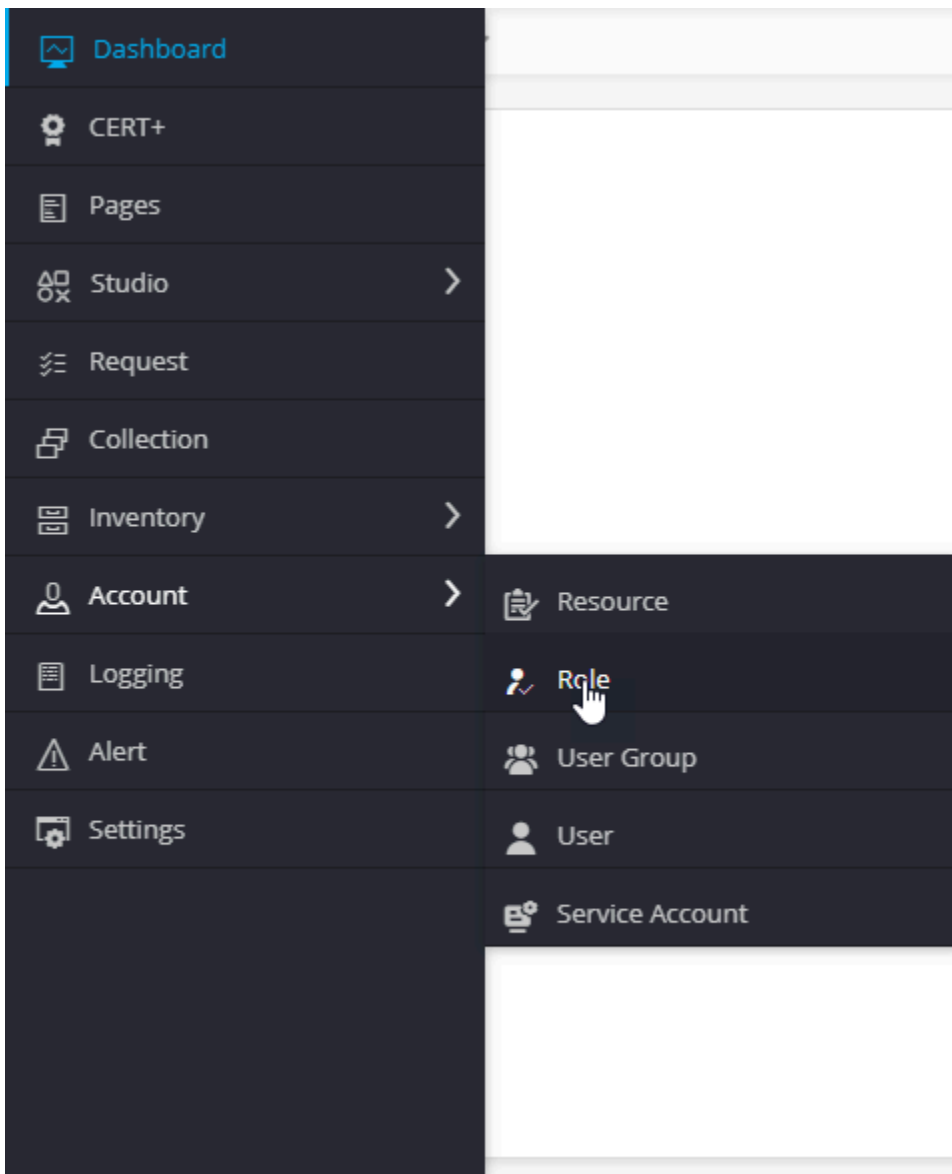 Dashboard
CERT+
Pages
Studio
Request
Collection
Inventory
Account
Logging
Alert
Settings
Resource
Role
User Group
User
Service Account